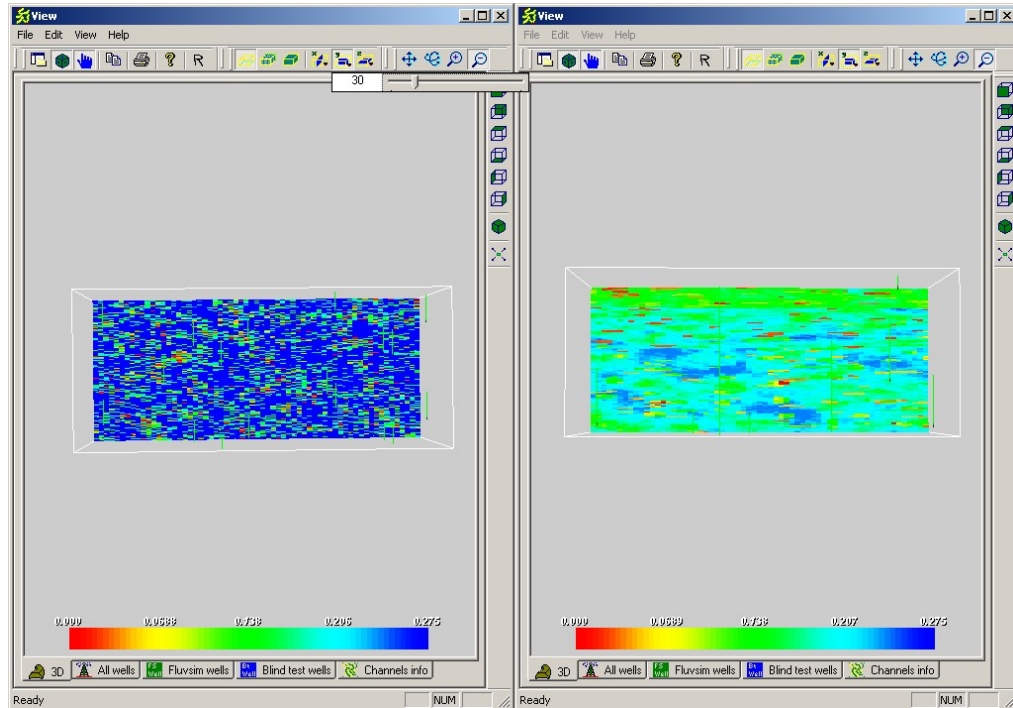 View
File Edit View Help
R
30
0.000 0.0688 0.738 0.206 0.275
3D All wells Fluvsim wells Blind test wells Channels info
Ready NUM
View
File Edit View Help
R
0.000 0.0689 0.738 0.207 0.275
3D All wells Fluvsim wells Blind test wells Channels info
Ready NUM